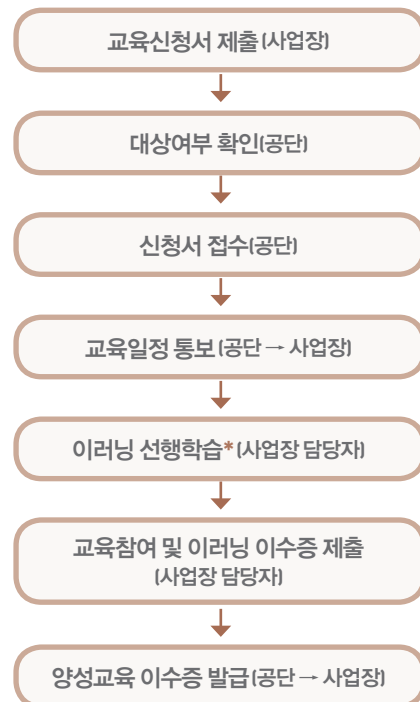 교육신청서 제출(사업장)
대상여부 확인(공단)
신청서 접수(공단)
교육일정 통보(공단 → 사업장)
이러닝 선행학습*(사업장 담당자)
교육참여 및 이러닝 이수증 제출
(사업장 담당자)
양성교육 이수증 발급(공단 → 사업장)